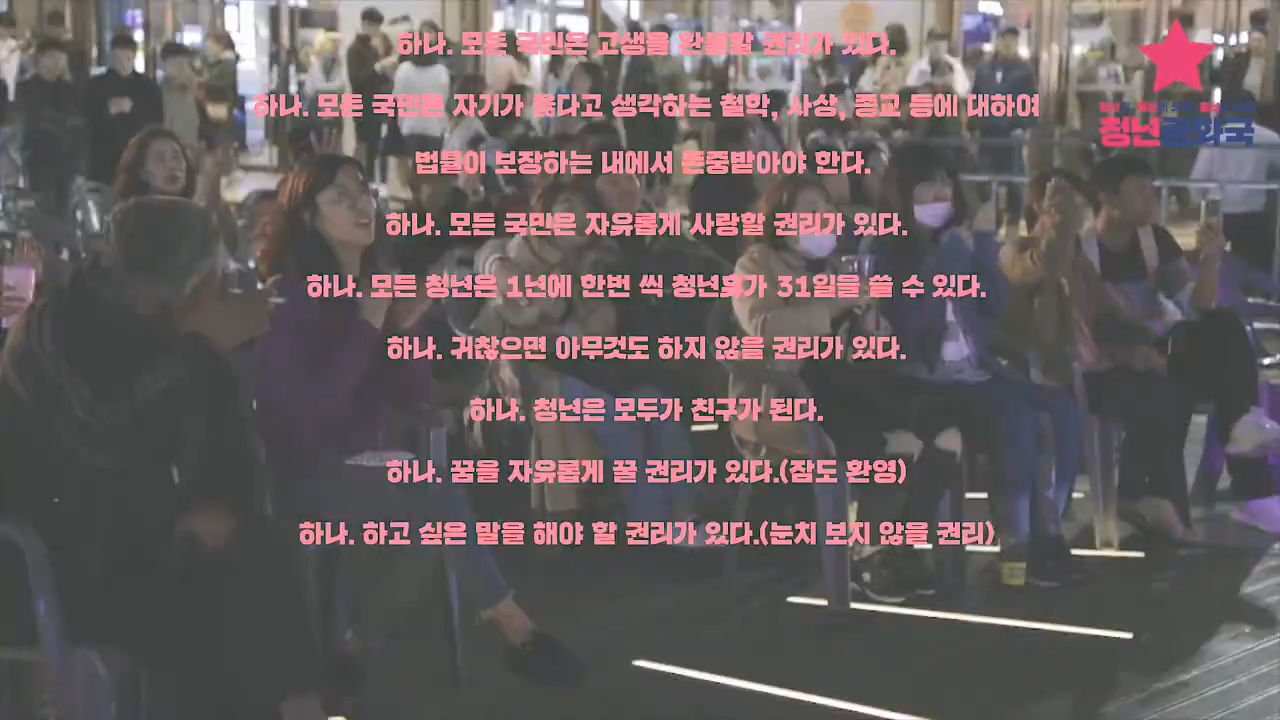 하나. 모든 국민은 고생을 환불할 권리가 있다.
하나. 모든 국민은 자기가 옳다고 생각하는 철학, 사상, 종교 등에 대하여
법률이 보장하는 내에서 존중받아야 한다.
하나. 모든 국민은 자유롭게 사랑할 권리가 있다.
하나. 모든 청년은 1년에 한번 씩 청년휴가 31일을 쓸 수 있다.
하나. 귀찮으면 아무것도 하지 않을 권리가 있다.
하나. 청년은 모두가 친구가 된다.
하나. 꿈을 자유롭게 꿀 권리가 있다.(잠도 환영)
하나. 하고 싶은 말을 해야 할 권리가 있다.(눈치 보지 않을 권리)
청년공화국